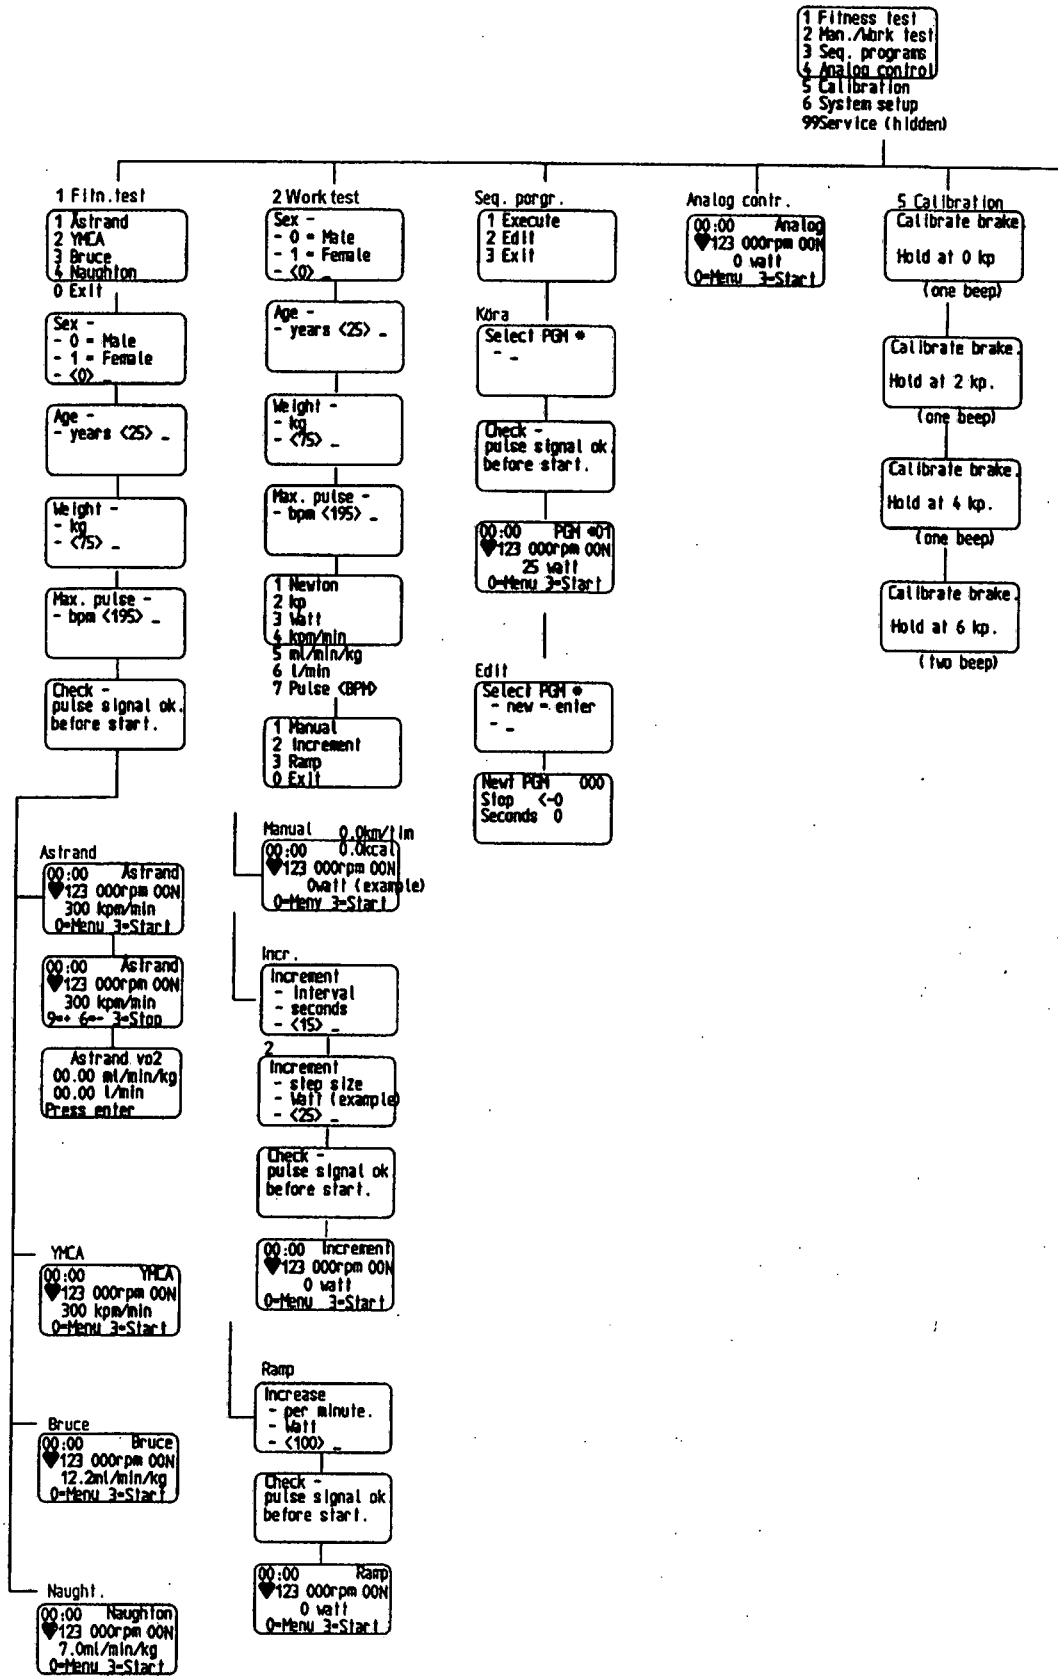 1 Fitness test
2 Man./Work test
3 Seq. programs
4 Analog control
5 Calibration
6 System setup
99Service (hidden)
1 Fitn.test
1 Åstrand
2 YMCA
3 Bruce
4 Naughton
0 Exit
Sex -
- 0 = Male
- 1 = Female
- <0> _
Age -
- years <25> _
Weight -
- kg
- <75> _
Max. pulse -
- bpm <195> _
Check -
pulse signal ok.
before start.
Astrand
00:00 Åstrand
♥123 000rpm 00N
300 kpm/min
0=Menu 3=Start
00:00 Åstrand
♥123 000rpm 00N
300 kpm/min
9=+ 6=- 3=Stop
Åstrand vo2
00.00 ml/min/kg
00.00 l/min
Press enter
YMCA
00:00 YMCA
♥123 000rpm 00N
300 kpm/min
0=Menu 3=Start
Bruce
00:00 Bruce
♥123 000rpm 00N
12.2ml/min/kg
0=Menu 3=Start
Naught.
00:00 Naughton
♥123 000rpm 00N
7.0ml/min/kg
0=Menu 3=Start
2 Work test
Sex -
- 0 = Male
- 1 = Female
- <0> _
Age -
- years <25> _
Weight -
- kg
- <75> _
Max. pulse -
- bpm <195> _
1 Newton
2 kp
3 Watt
4 kpm/min
5 ml/min/kg
6 l/min
7 Pulse <BPM>
1 Manual
2 Increment
3 Ramp
0 Exit
Manual 0.0km/tim
00:00 0.0kcal
♥123 000rpm 00N
0watt (example)
0=Meny 3=Start
Incr.
Increment
- Interval
- seconds
- <15> _
2
Increment
- step size
- Watt (example)
- <25> _
Check -
pulse signal ok
before start.
00:00 Increment
♥123 000rpm 00N
0 watt
0=Menu 3=Start
Ramp
Increase
- per minute.
- Watt
- <100> _
Check -
pulse signal ok
before start.
00:00 Ramp
♥123 000rpm 00N
0 watt
0=Menu 3=Start
Seq. porgr.
1 Execute
2 Edit
3 Exit
Köra
Select PGM #
- _
Check -
pulse signal ok.
before start.
00:00 PGM #01
♥123 000rpm 00N
25 watt
0=Menu 3=Start
Edit
Select PGM #
- new = enter
- _
Newt PGM 000
Stop <-0
Seconds 0
Analog contr.
00:00 Analog
♥123 000rpm 00N
0 watt
0=Menu 3=Start
5 Calibration
Calibrate brake.
Hold at 0 kp
(one beep)
Calibrate brake.
Hold at 2 kp.
(one beep)
Calibrate brake.
Hold at 4 kp.
(one beep)
Calibrate brake.
Hold at 6 kp.
(two beep)